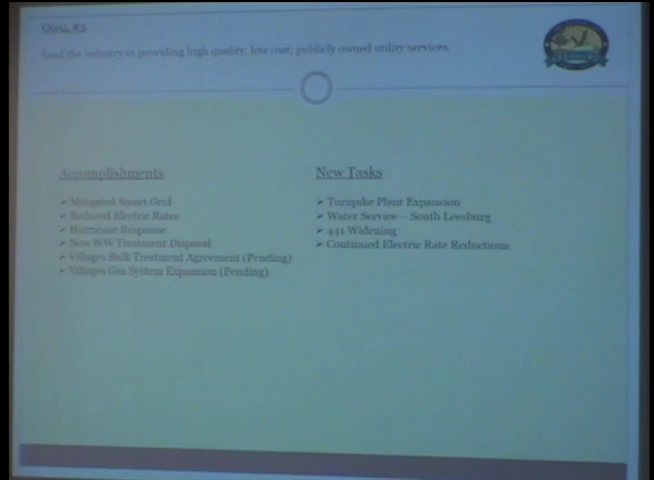 GOAL #3
Lead the industry in providing high quality, low cost, publicly owned utility services.
Accomplishments
➢ Mitigated Smart Grid
➢ Reduced Electric Rates
➢ Hurricane Response
➢ New WW Treatment Disposal
➢ Villages Bulk Treatment Agreement (Pending)
➢ Villages Gas System Expansion (Pending)
New Tasks
➢ Turnpike Plant Expansion
➢ Water Service – South Leesburg
➢ 441 Widening
➢ Continued Electric Rate Reductions